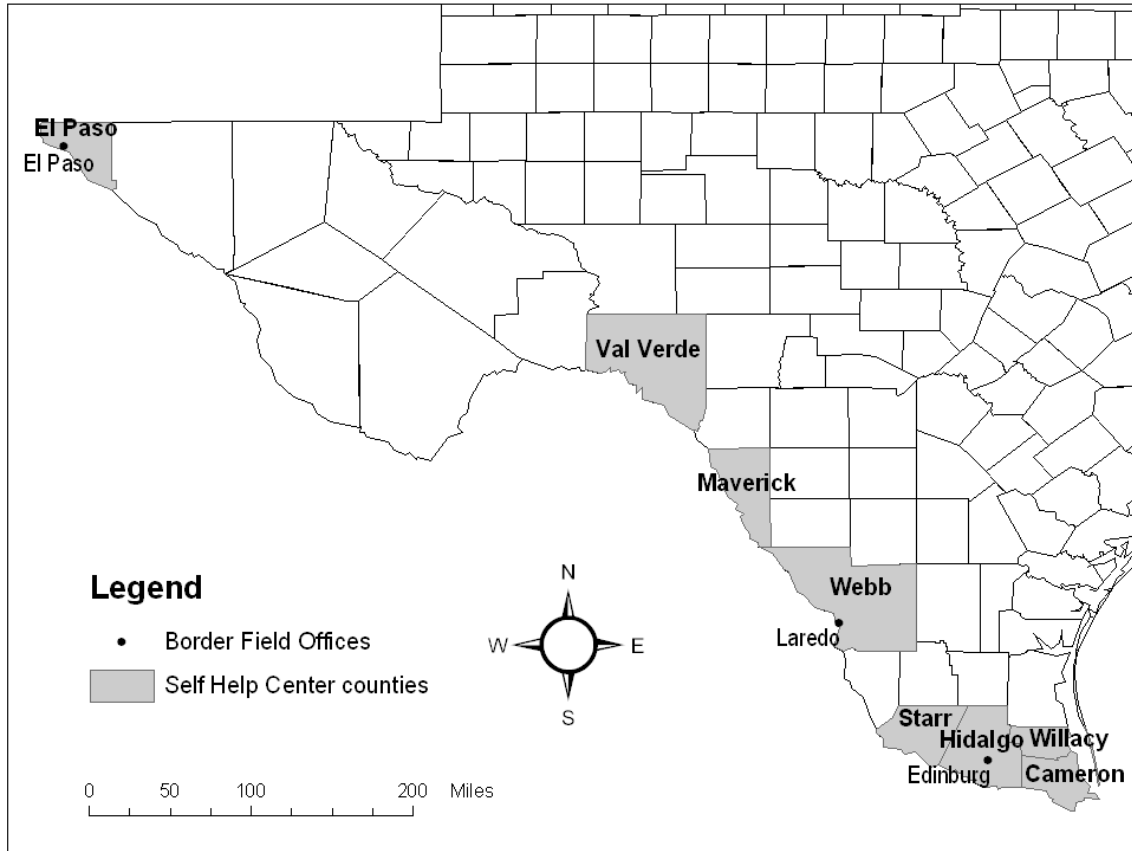 El Paso
El Paso
Val Verde
Maverick
Webb
Laredo
Starr
Hidalgo Willacy
Edinburg
Cameron
Legend
Border Field Offices
Self Help Center counties
N
W E
S
0 50 100 200 Miles